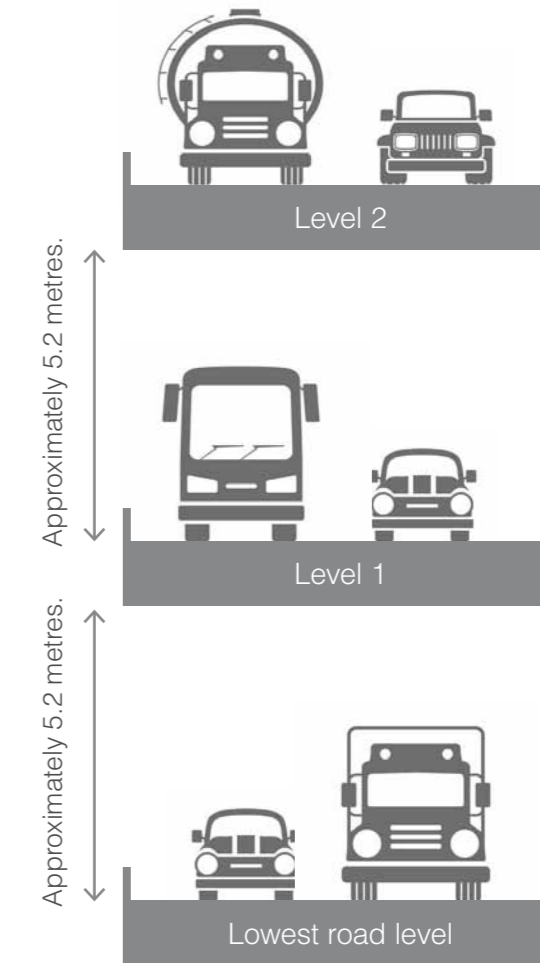 Level 2
Approximately 5.2 metres.
Level 1
Approximately 5.2 metres.
Lowest road level